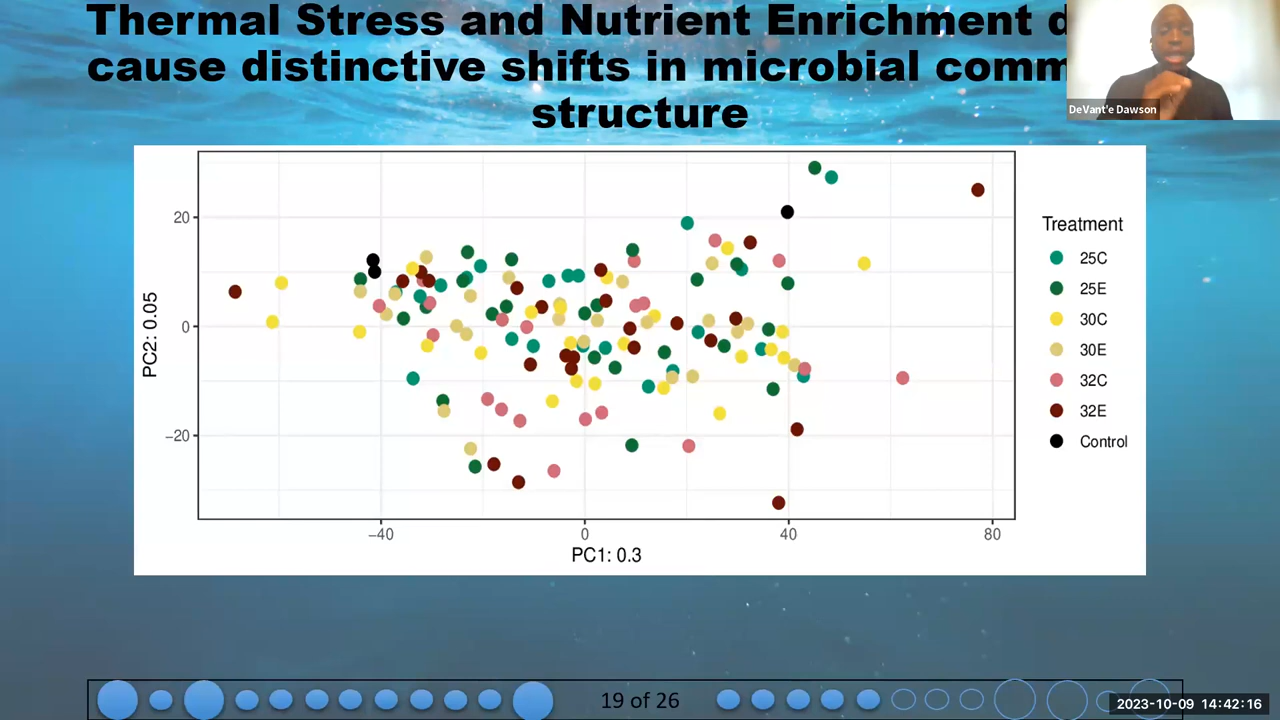 Thermal Stress and Nutrient Enrichment d
cause distinctive shifts in microbial comm
structure
DeVant'e Dawson
20
0
−20
−40
0
40
80
PC2: 0.05
PC1: 0.3
Treatment
25C
25E
30C
30E
32C
32E
Control
19 of 26
2023-10-09 14:42:16